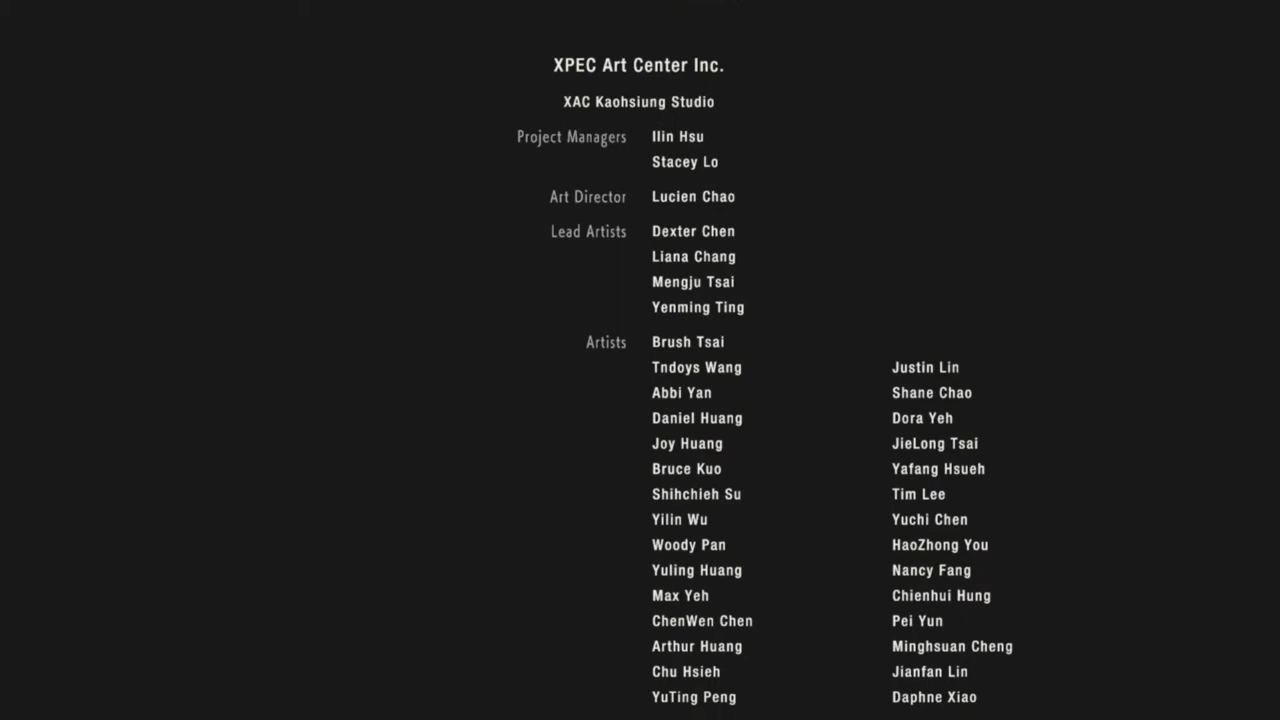 XPEC Art Center Inc.
XAC Kaohsiung Studio
Project Managers Ilin Hsu
Stacey Lo
Art Director Lucien Chao
Lead Artists Dexter Chen
Liana Chang
Mengju Tsai
Yenming Ting
Artists Brush Tsai
Tndoys Wang Justin Lin
Abbi Yan Shane Chao
Daniel Huang Dora Yeh
Joy Huang JieLong Tsai
Bruce Kuo Yafang Hsueh
Shihchieh Su Tim Lee
Yilin Wu Yuchi Chen
Woody Pan HaoZhong You
Yuling Huang Nancy Fang
Max Yeh Chienhui Hung
ChenWen Chen Pei Yun
Arthur Huang Minghsuan Cheng
Chu Hsieh Jianfan Lin
YuTing Peng Daphne Xiao